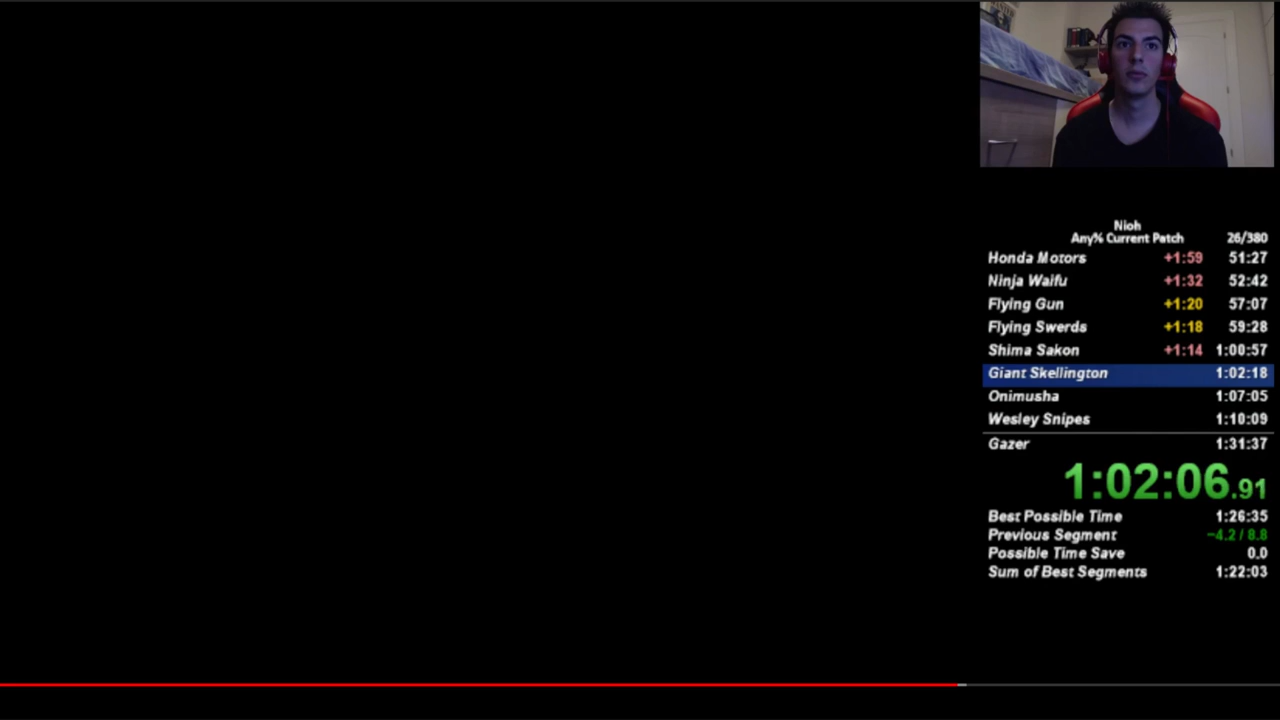 Nioh
Any% Current Patch 26/380
Honda Motors +1:59 51:27
Ninja Waifu +1:32 52:42
Flying Gun +1:20 57:07
Flying Swerds +1:18 59:28
Shima Sakon +1:14 1:00:57
Giant Skellington 1:02:18
Onimusha 1:07:05
Wesley Snipes 1:10:09
Gazer 1:31:37
1:02:06.91
Best Possible Time 1:26:35
Previous Segment −4.2 / 8.8
Possible Time Save 0.0
Sum of Best Segments 1:22:03